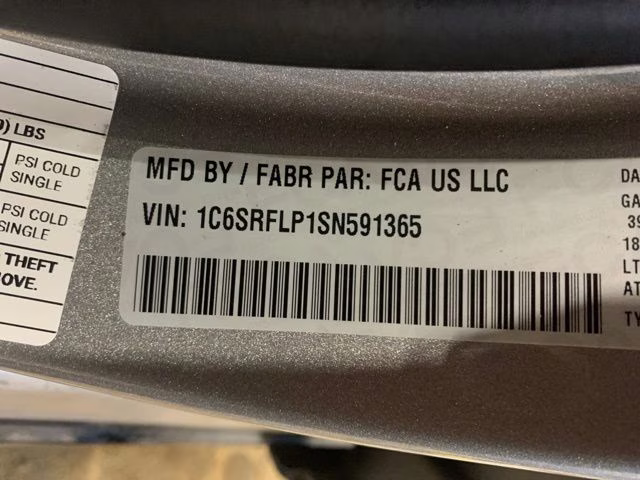 ) LBS
PSI COLD
SINGLE
PSI COLD
SINGLE
THEFT
OVE.
MFD BY / FABR PAR: FCA US LLC
VIN: 1C6SRFLP1SN591365
DA
GA
39
18
LT
AT
TY